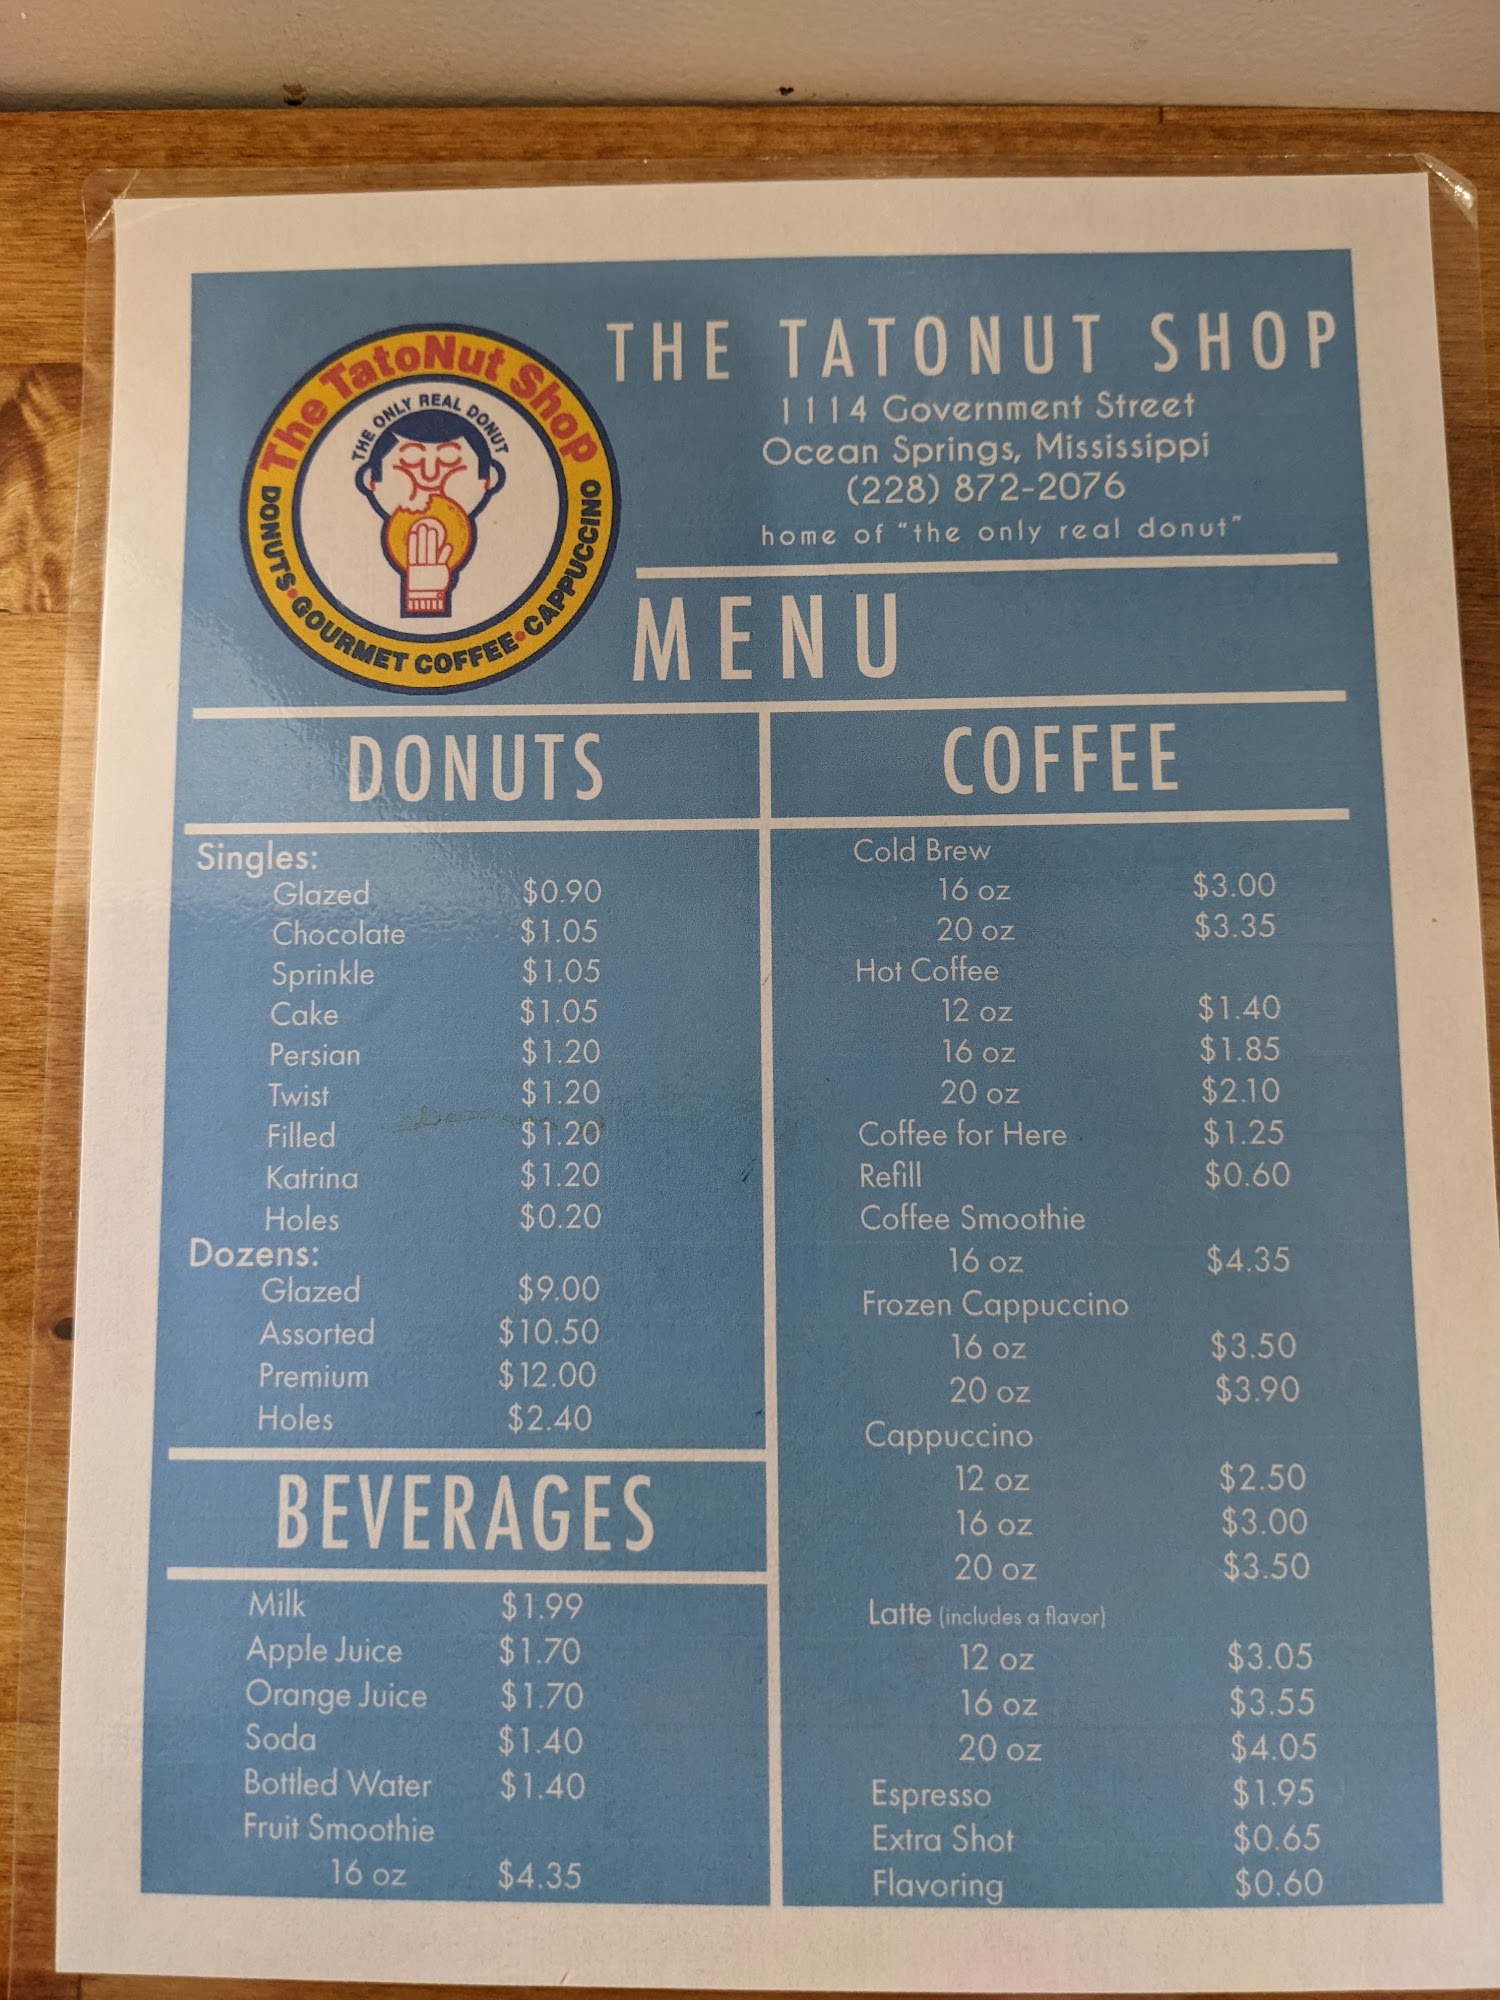 The TatoNut Shop
THE ONLY REAL DONUT
DONUTS • GOURMET COFFEE • CAPPUCCINO
THE TATONUT SHOP
1114 Government Street
Ocean Springs, Mississippi
(228) 872-2076
home of "the only real donut"
MENU
DONUTS
Singles:
Glazed $0.90
Chocolate $1.05
Sprinkle $1.05
Cake $1.05
Persian $1.20
Twist $1.20
Filled $1.20
Katrina $1.20
Holes $0.20
Dozens:
Glazed $9.00
Assorted $10.50
Premium $12.00
Holes $2.40
BEVERAGES
Milk $1.99
Apple Juice $1.70
Orange Juice $1.70
Soda $1.40
Bottled Water $1.40
Fruit Smoothie
16 oz $4.35
COFFEE
Cold Brew
16 oz $3.00
20 oz $3.35
Hot Coffee
12 oz $1.40
16 oz $1.85
20 oz $2.10
Coffee for Here $1.25
Refill $0.60
Coffee Smoothie
16 oz $4.35
Frozen Cappuccino
16 oz $3.50
20 oz $3.90
Cappuccino
12 oz $2.50
16 oz $3.00
20 oz $3.50
Latte (includes a flavor)
12 oz $3.05
16 oz $3.55
20 oz $4.05
Espresso $1.95
Extra Shot $0.65
Flavoring $0.60